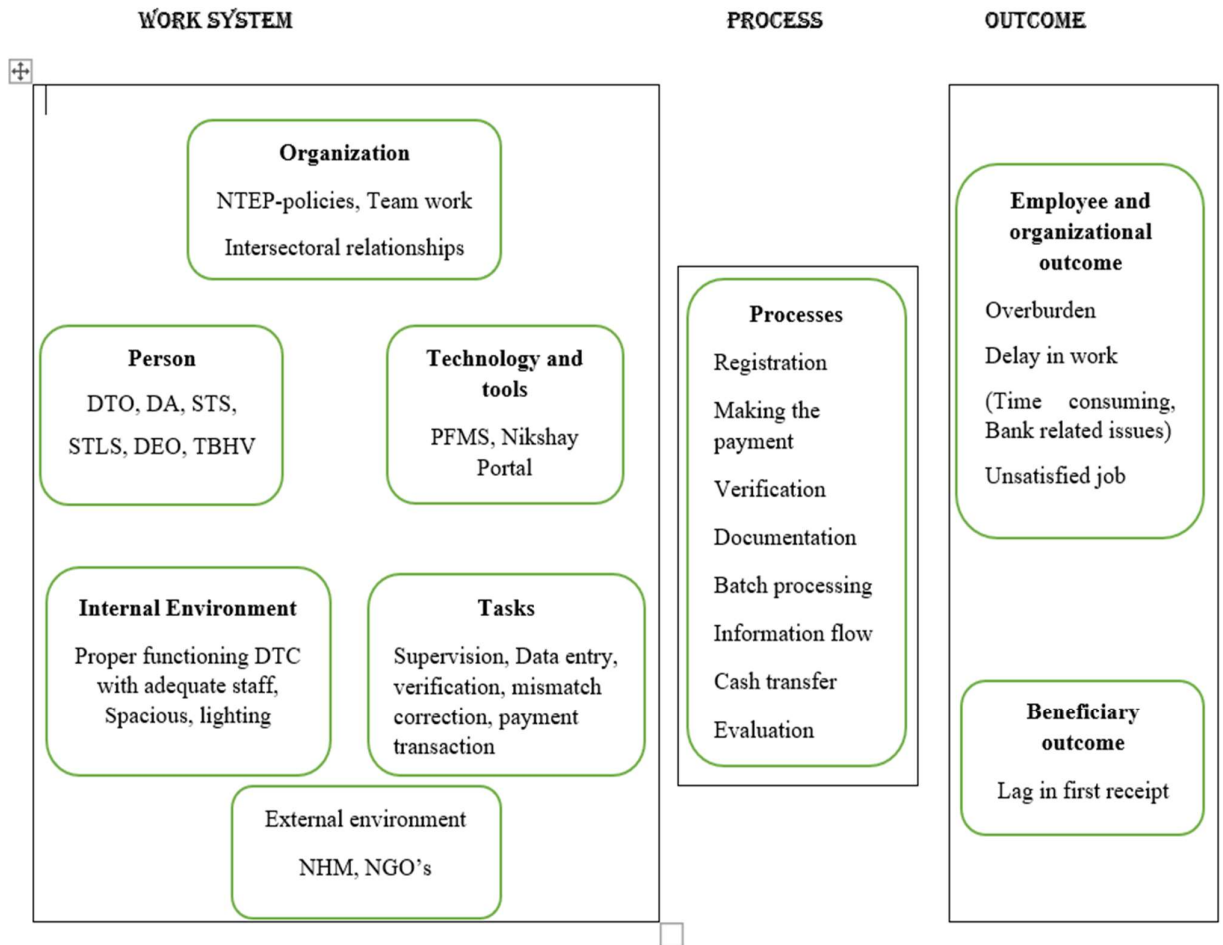 WORK SYSTEM
PROCESS
OUTCOME
Organization
NTEP-policies, Team work
Intersectoral relationships
Person
DTO, DA, STS,
STLS, DEO, TBHV
Technology and
tools
PFMS, Nikshay
Portal
Internal Environment
Proper functioning DTC
with adequate staff,
Spacious, lighting
Tasks
Supervision, Data entry,
verification, mismatch
correction, payment
transaction
External environment
NHM, NGO’s
Processes
Registration
Making the
payment
Verification
Documentation
Batch processing
Information flow
Cash transfer
Evaluation
Employee and
organizational
outcome
Overburden
Delay in work
(Time consuming,
Bank related issues)
Unsatisfied job
Beneficiary
outcome
Lag in first receipt